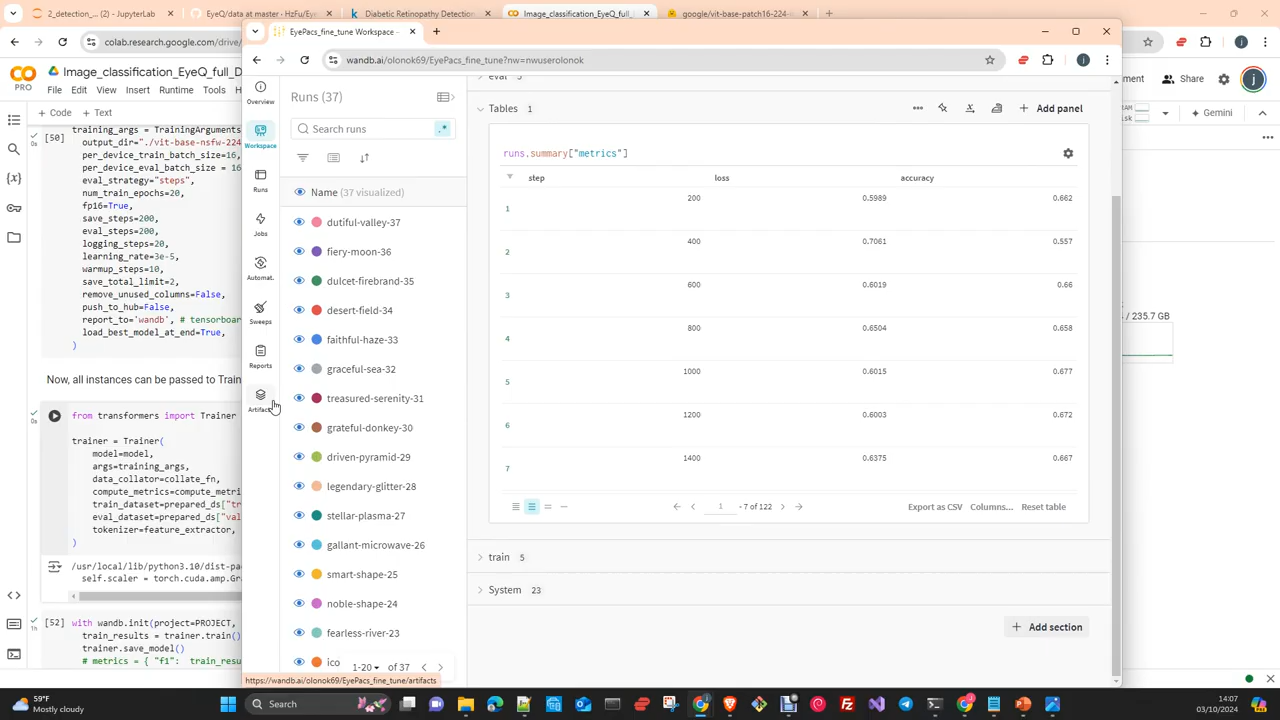 2_detection_... (2) - JupyterLab
EyeQ/data at master · HzFu/Ey
Diabetic Retinopathy Detection
Image_classification_EyeQ_full_
google/vit-base-patch16-224
colab.research.google.com/drive/
EyePacs_fine_tune Workspace –
wandb.ai/olonok69/EyePacs_fine_tune?nw=nwuserolonok
CO
PRO
Image_classification_EyeQ_full_D
File Edit View Insert Runtime Tools
ment
Share
+ Code + Text
RAM
Gemini
[50]
0s
training_args = TrainingArguments
output_dir="./vit-base-nsfw-224
per_device_train_batch_size=16,
per_device_eval_batch_size = 16
eval_strategy="steps",
num_train_epochs=20,
fp16=True,
save_steps=200,
eval_steps=200,
logging_steps=20,
learning_rate=3e-5,
warmup_steps=10,
save_total_limit=2,
remove_unused_columns=False,
push_to_hub=False,
report_to='wandb', # tensorboar
load_best_model_at_end=True,
)
Now, all instances can be passed to Train
0s
from transformers import Trainer
trainer = Trainer(
model=model,
args=training_args,
data_collator=collate_fn,
compute_metrics=compute_metri
train_dataset=prepared_ds["tr
eval_dataset=prepared_ds["val
tokenizer=feature_extractor,
)
/usr/local/lib/python3.10/dist-pac
self.scaler = torch.cuda.amp.Gra
[52]
1h
with wandb.init(project=PROJECT,
train_results = trainer.train()
trainer.save_model()
# metrics = { "f1": train_resu
Overview
Workspace
Runs
Jobs
Automat.
Sweeps
Reports
Artifac
Runs (37)
Search runs
.*
Name (37 visualized)
dutiful-valley-37
fiery-moon-36
dulcet-firebrand-35
desert-field-34
faithful-haze-33
graceful-sea-32
treasured-serenity-31
grateful-donkey-30
driven-pyramid-29
legendary-glitter-28
stellar-plasma-27
gallant-microwave-26
smart-shape-25
noble-shape-24
fearless-river-23
ico
1-20 of 37
https://wandb.ai/olonok69/EyePacs_fine_tune/artifacts
eval 5
Tables 1
Add panel
runs.summary["metrics"]
step loss accuracy
1 200 0.5989 0.662
2 400 0.7061 0.557
3 600 0.6019 0.66
4 800 0.6504 0.658
5 1000 0.6015 0.677
6 1200 0.6003 0.672
7 1400 0.6375 0.667
1 - 7 of 122
Export as CSV Columns... Reset table
train 5
System 23
Add section
/ 235.7 GB
59°F
Mostly cloudy
Search
14:07
03/10/2024